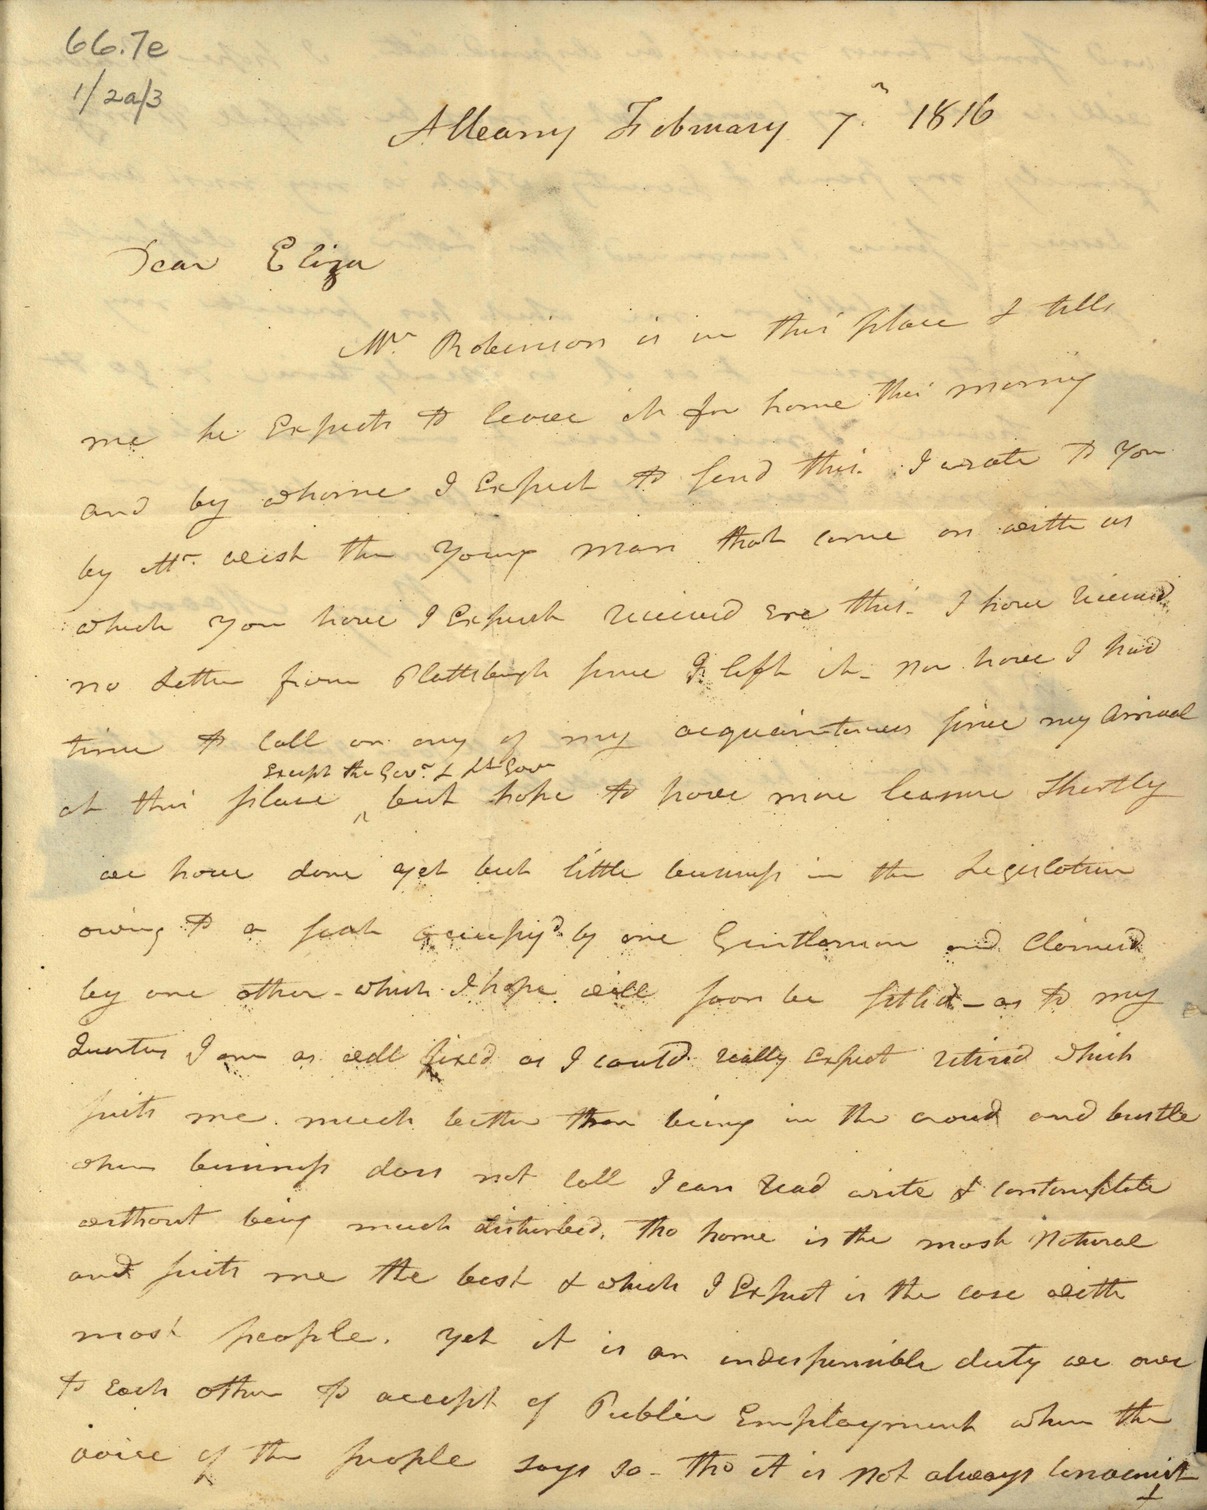 66.7e
1/2a/3
Albany February 7th 1816
Dear Eliza
Mr. Robinson is in this place & tells
me he Expects to leave it for home this morning
and by whome I Expect to send this. I wrote to you
by Mr. wish the Young man that came on with us
which you have I Expect received ere this. I have received
no Letter from Plattsburgh since I left it - nor have I had
time to Call on any of my acquaintances since my Arrival
Except the Govr. & Lt. Govr
at this place ^ but hope to have more leasure Shortly
we have done yet but little business in the Legislature
owing to a seat occupy'd by one Gentleman and Claimed
by one other - which I hope will soon be setled - as to my
Quarters I am as well fixed as I could really expect retired which
suits me much better than being in the croud and bustle
when business does not Call I can read write & contemplate
without being much disturbed. tho home is the most Natural
and suits me the best & which I Expect is the case with
most people. yet it is an indespensible duty we owe
to each other to accept of Publick Employment when the
voice of the people says so - tho it is not always Convenient
&